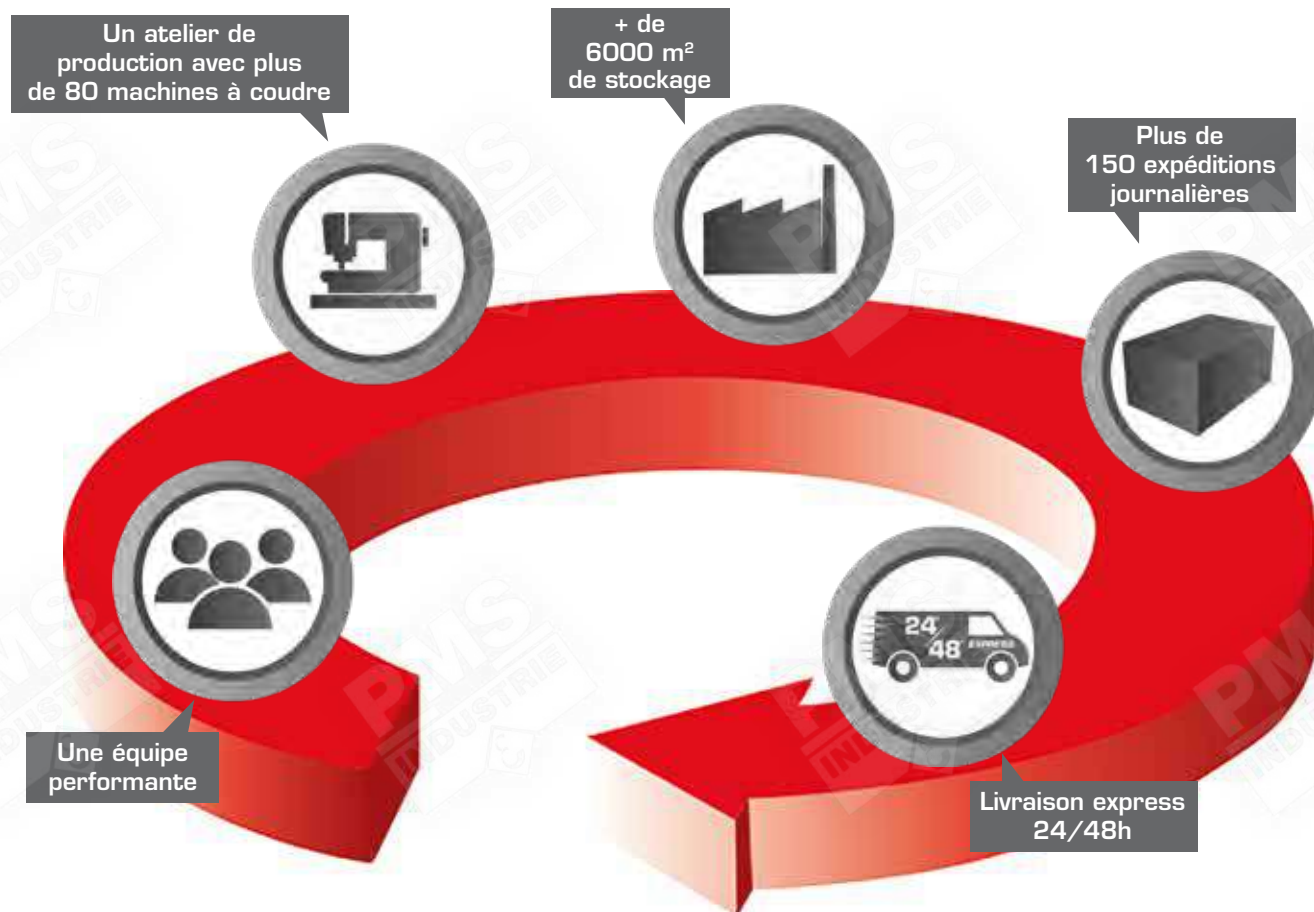 Un atelier de
production avec plus
de 80 machines à coudre
+ de
6000 m²
de stockage
Plus de
150 expéditions
journalières
Une équipe
performante
24
48 EXPRESS
Livraison express
24/48h
PMS
INDUSTRIE